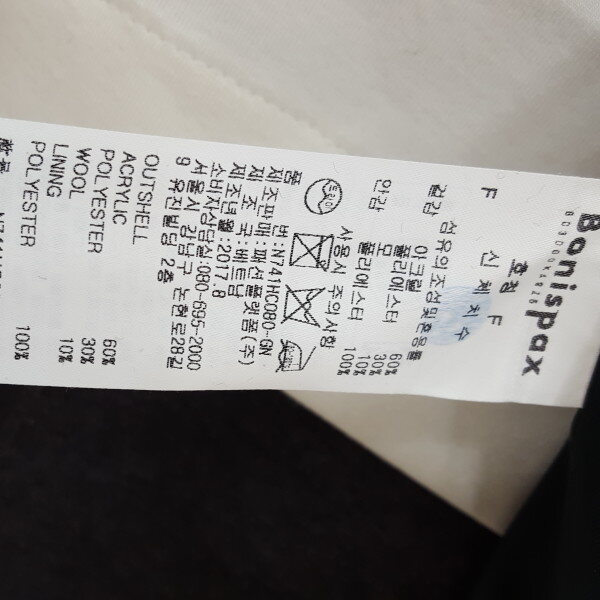 Bonispax
호칭 F
F 신체치수
섬유의조성및혼용률
겉감 아크릴 60%
폴리에스터 30%
모 10%
안감 폴리에스터 100%
사용시 주의사항
품 번:N141HC080-GN
제조판매:패션플랫폼(주)
제 조 국:베트남
제조년월:2017.8
소비자상담실080-695-2000
서울시 강남구 논현로28길
9 유진빌딩 2층
OUTSHELL
ACRYLIC 60%
POLYESTER 30%
WOOL 10%
LINING
POLYESTER 100%